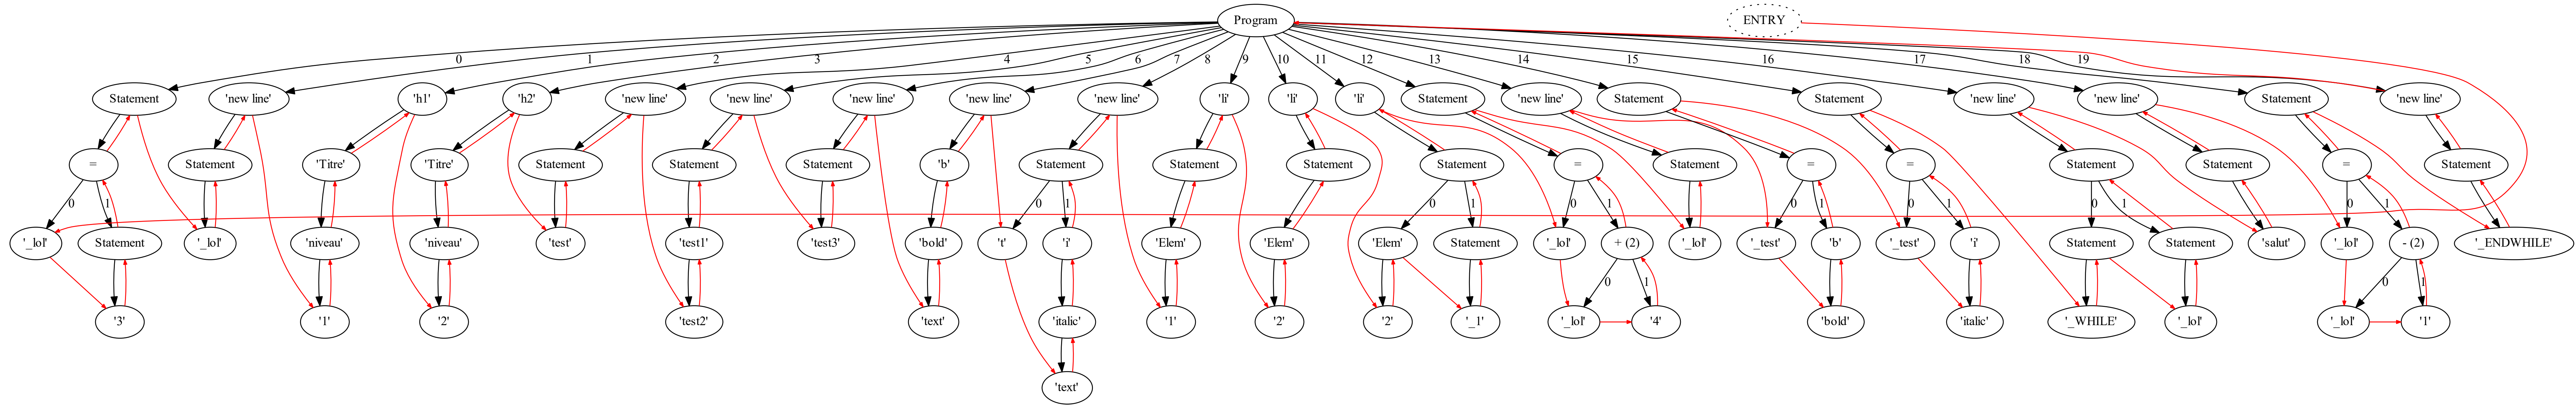 Program ENTRY
0 1 2 3 4 5 6 7 8 9 10 11 12 13 14 15 16 17 18 19
Statement 'new line' 'h1' 'h2' 'new line' 'new line' 'new line' 'new line' 'new line' 'li' 'li' 'li' Statement 'new line' Statement Statement 'new line' 'new line' Statement 'new line'
= Statement 'Titre' 'Titre' Statement Statement Statement 'b' Statement Statement Statement Statement = Statement = = Statement Statement = Statement
0 1 0 1 0 1 0 1 0 1 0 1 0 1 0 1
'_lol' Statement '_lol' 'niveau' 'niveau' 'test' 'test1' 'test3' 'bold' 't' 'i' 'Elem' 'Elem' 'Elem' Statement '_lol' + (2) '_lol' '_test' 'b' '_test' 'i' Statement Statement 'salut' '_lol' - (2) '_ENDWHILE'
0 1 0 1
'3' '1' '2' 'test2' 'text' 'italic' '1' '2' '2' '_1' '_lol' '4' 'bold' 'italic' '_WHILE' '_lol' '_lol' '1'
'text'